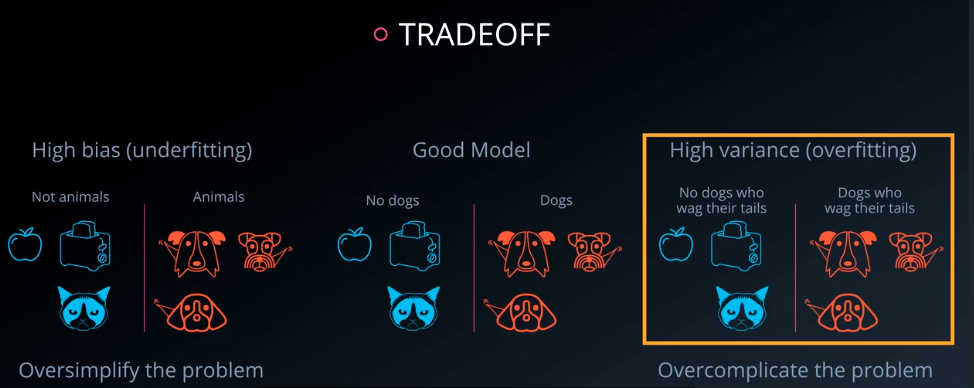 TRADEOFF
High bias (underfitting)
Not animals
Animals
Oversimplify the problem
Good Model
No dogs
Dogs
High variance (overfitting)
No dogs who
wag their tails
Dogs who
wag their tails
Overcomplicate the problem